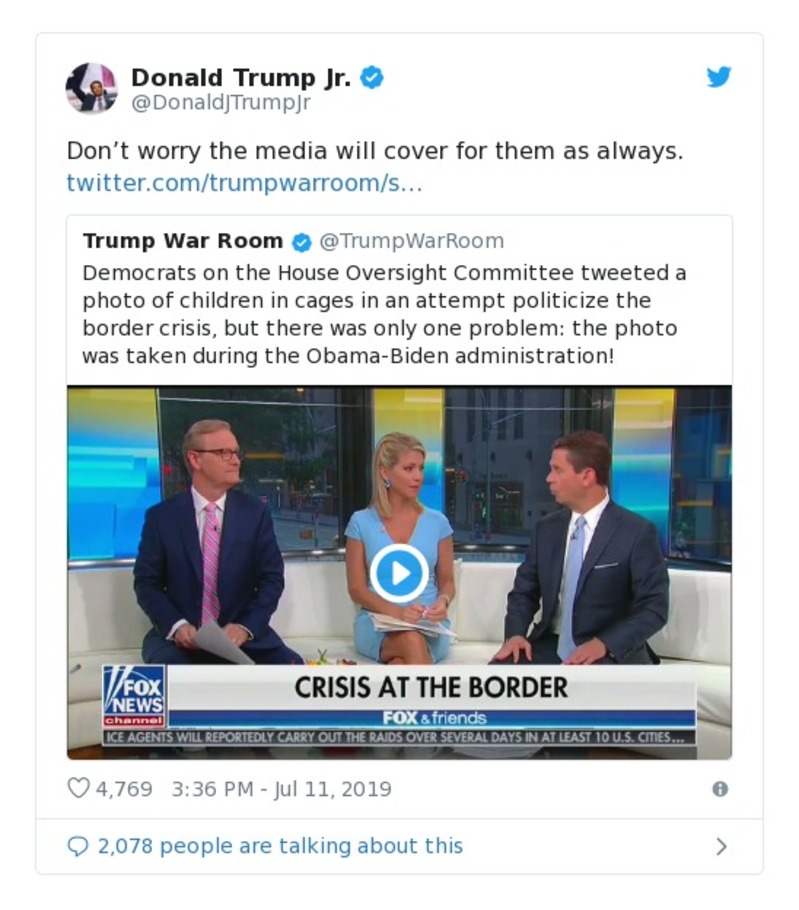 Donald Trump Jr.
@DonaldJTrumpJr
Don’t worry the media will cover for them as always.
twitter.com/trumpwarroom/s…
Trump War Room @TrumpWarRoom
Democrats on the House Oversight Committee tweeted a
photo of children in cages in an attempt politicize the
border crisis, but there was only one problem: the photo
was taken during the Obama-Biden administration!
FOX
NEWS
channel
CRISIS AT THE BORDER
FOX & friends
ICE AGENTS WILL REPORTEDLY CARRY OUT THE RAIDS OVER SEVERAL DAYS IN AT LEAST 10 U.S. CITIES...
4,769 3:36 PM - Jul 11, 2019
2,078 people are talking about this